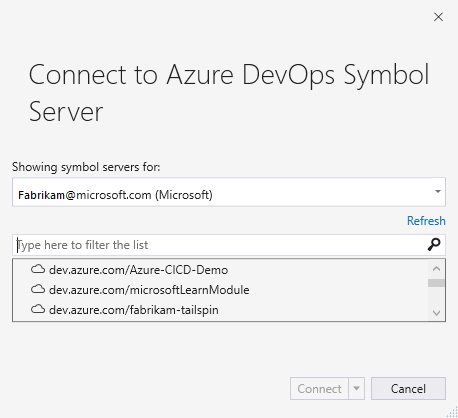 Connect to Azure DevOps Symbol
Server
Showing symbol servers for:
Fabrikam@microsoft.com (Microsoft)
Refresh
Type here to filter the list
dev.azure.com/Azure-CICD-Demo
dev.azure.com/microsoftLearnModule
dev.azure.com/fabrikam-tailspin
Connect
Cancel